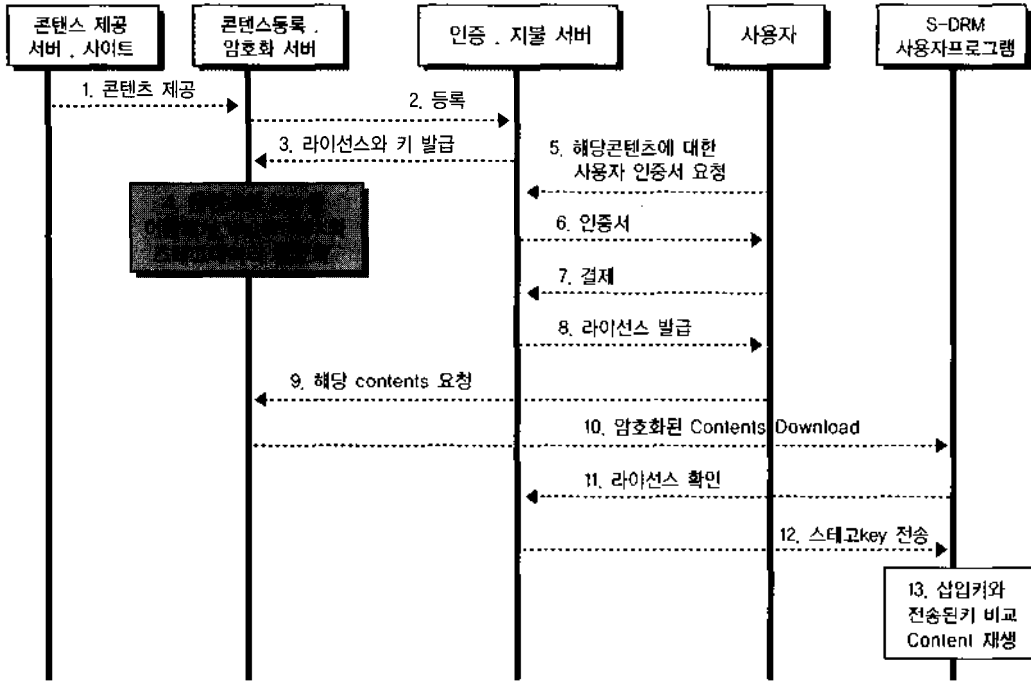 콘텐스 제공
서버 . 사이트
콘텐스등록 .
암호화 서버
인증 . 지불 서버
사용자
S-DRM
사용자프로그램
1. 콘텐츠 제공
2. 등록
3. 라이선스와 키 발급
5. 해당콘텐츠에 대한
사용자 인증서 요청
6. 인증서
7. 결제
8. 라이선스 발급
9. 해당 contents 요청
10. 암호화된 Contents Download
11. 라이선스 확인
12. 스테고key 전송
13. 삽입키와
전송된키 비교
Content 재생